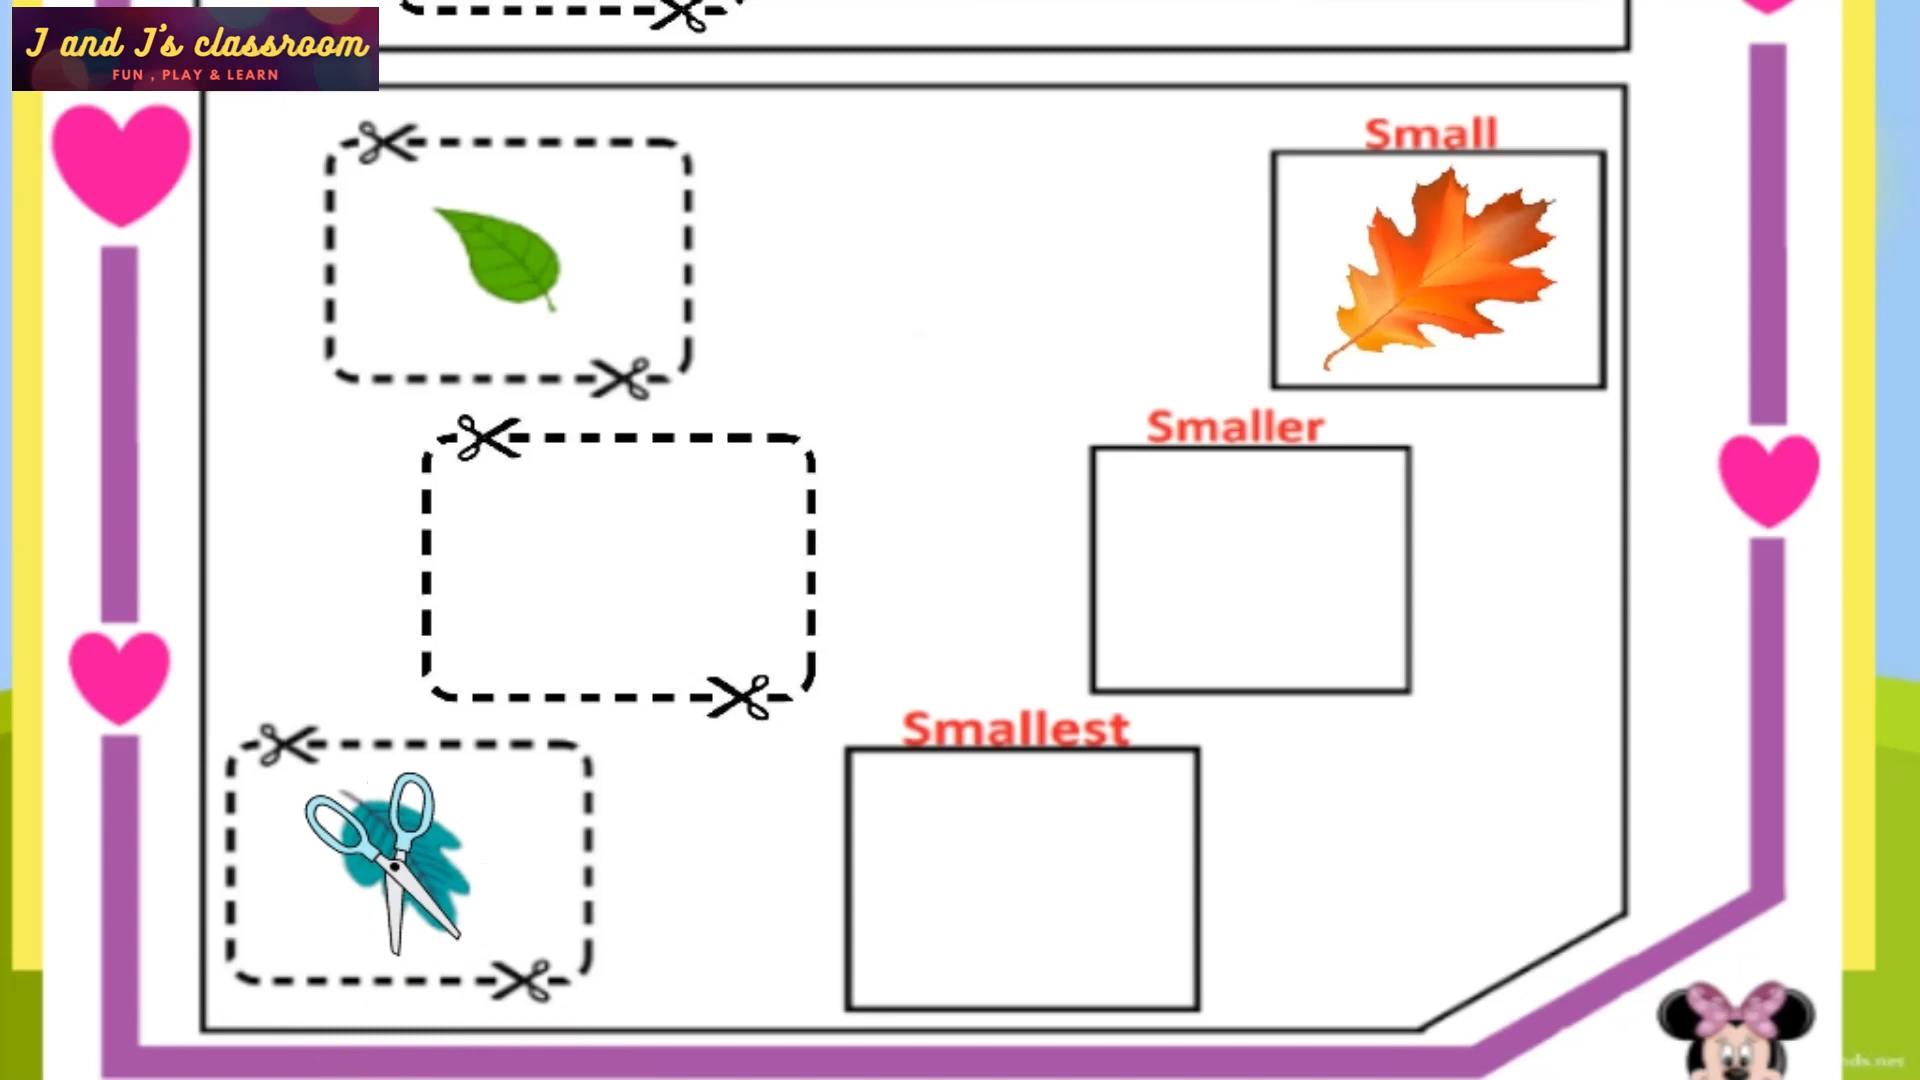 J and J's classroom
FUN , PLAY & LEARN
Small
Smaller
Smallest